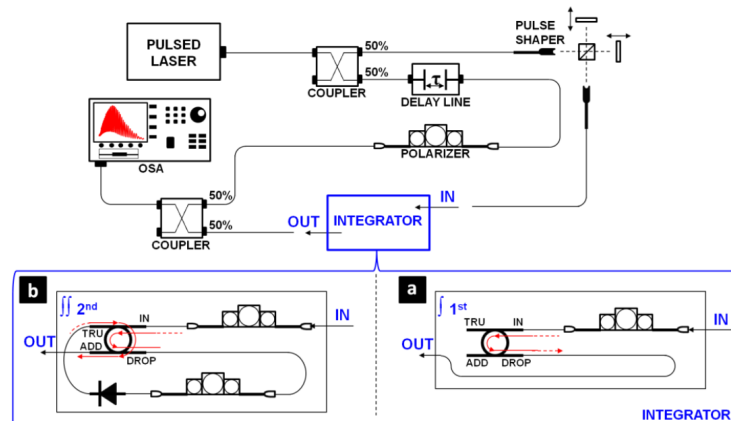 PULSED
LASER
50%
50%
COUPLER
τ
DELAY LINE
PULSE
SHAPER
OSA
POLARIZER
50%
50%
COUPLER
OUT
INTEGRATOR
IN
b
∫∫ 2nd
IN
TRU
ADD
DROP
OUT
IN
a
∫ 1st
TRU
IN
ADD
DROP
OUT
IN
INTEGRATOR